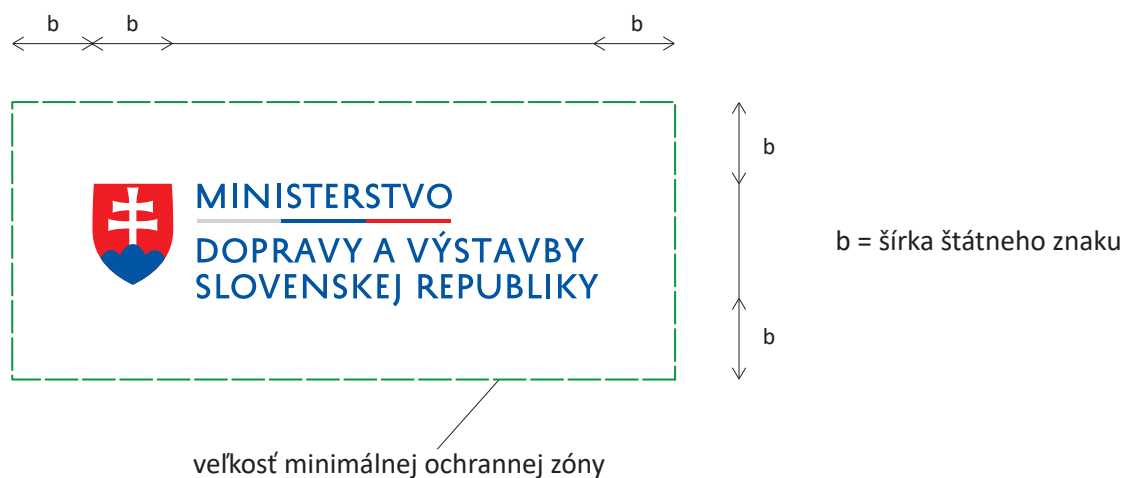 b b b
b
MINISTERSTVO
DOPRAVY A VÝSTAVBY
SLOVENSKEJ REPUBLIKY
b = šírka štátneho znaku
b
veľkosť minimálnej ochrannej zóny